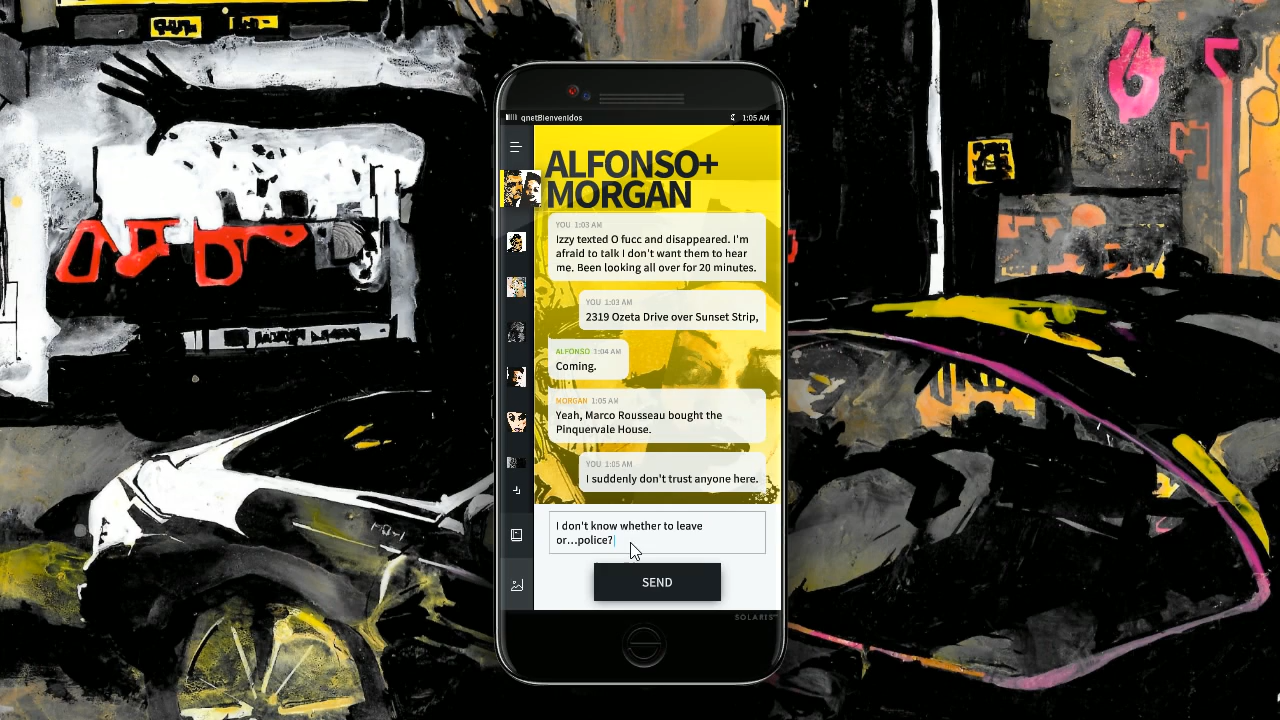 qnetBienvenidos
1:05 AM
ALFONSO+
MORGAN
YOU 1:03 AM
Izzy texted O fucc and disappeared. I'm
afraid to talk I don't want them to hear
me. Been looking all over for 20 minutes.
YOU 1:03 AM
2319 Ozeta Drive over Sunset Strip,
ALFONSO 1:04 AM
Coming.
MORGAN 1:05 AM
Yeah, Marco Rousseau bought the
Pinquervale House.
YOU 1:05 AM
I suddenly don't trust anyone here.
I don't know whether to leave
or...police?
SEND
SOLARIS
6